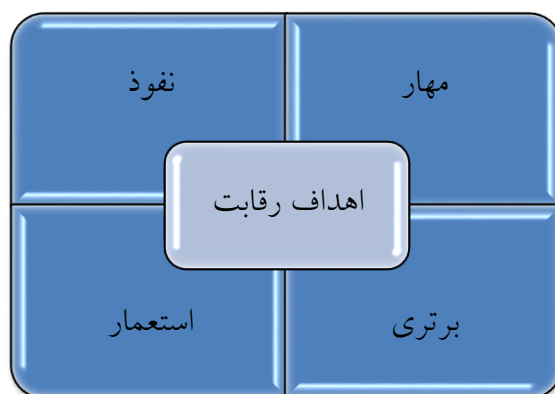 مهار
نفوذ
اهداف رقابت
برتری
استعمار